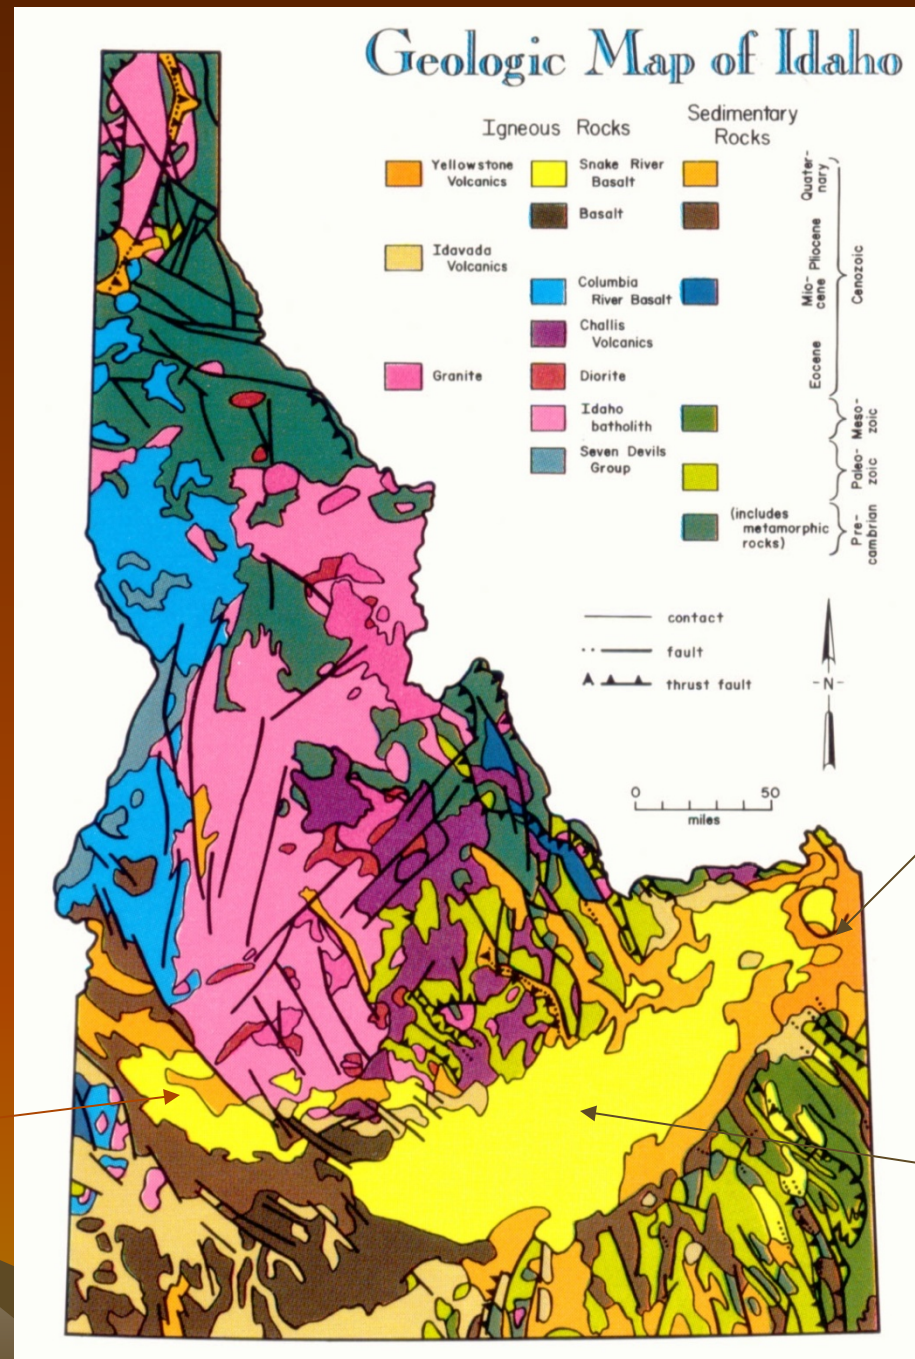 Geologic Map of Idaho
Igneous Rocks
Sedimentary
Rocks
Yellowstone
Volcanics
Snake River
Basalt
Basalt
Idavada
Volcanics
Columbia
River Basalt
Challis
Volcanics
Granite
Diorite
Idaho
batholith
Seven Devils
Group
(includes
metamorphic
rocks)
Quater-
nary
Pliocene
Mio-
cene
Eocene
Cenozoic
Meso-
zoic
Paleo-
zoic
Pre-
cambrian
contact
fault
thrust fault
-N-
0 50
miles